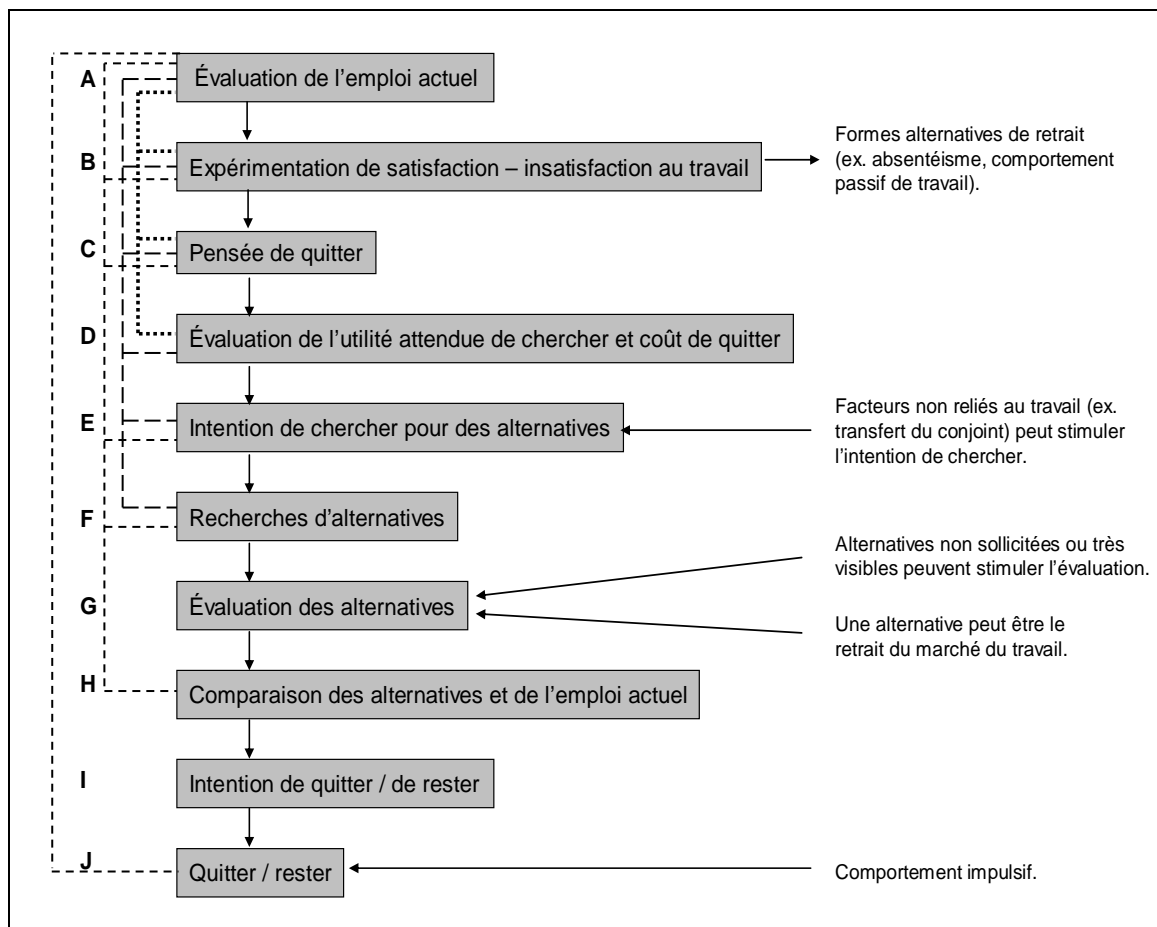 A
Évaluation de l’emploi actuel
B
Expérimentation de satisfaction – insatisfaction au travail
Formes alternatives de retrait
(ex. absentéisme, comportement
passif de travail).
C
Pensée de quitter
D
Évaluation de l’utilité attendue de chercher et coût de quitter
E
Intention de chercher pour des alternatives
Facteurs non reliés au travail (ex.
transfert du conjoint) peut stimuler
l’intention de chercher.
F
Recherches d’alternatives
Alternatives non sollicitées ou très
visibles peuvent stimuler l’évaluation.
G
Évaluation des alternatives
Une alternative peut être le
retrait du marché du travail.
H
Comparaison des alternatives et de l’emploi actuel
I
Intention de quitter / de rester
J
Quitter / rester
Comportement impulsif.